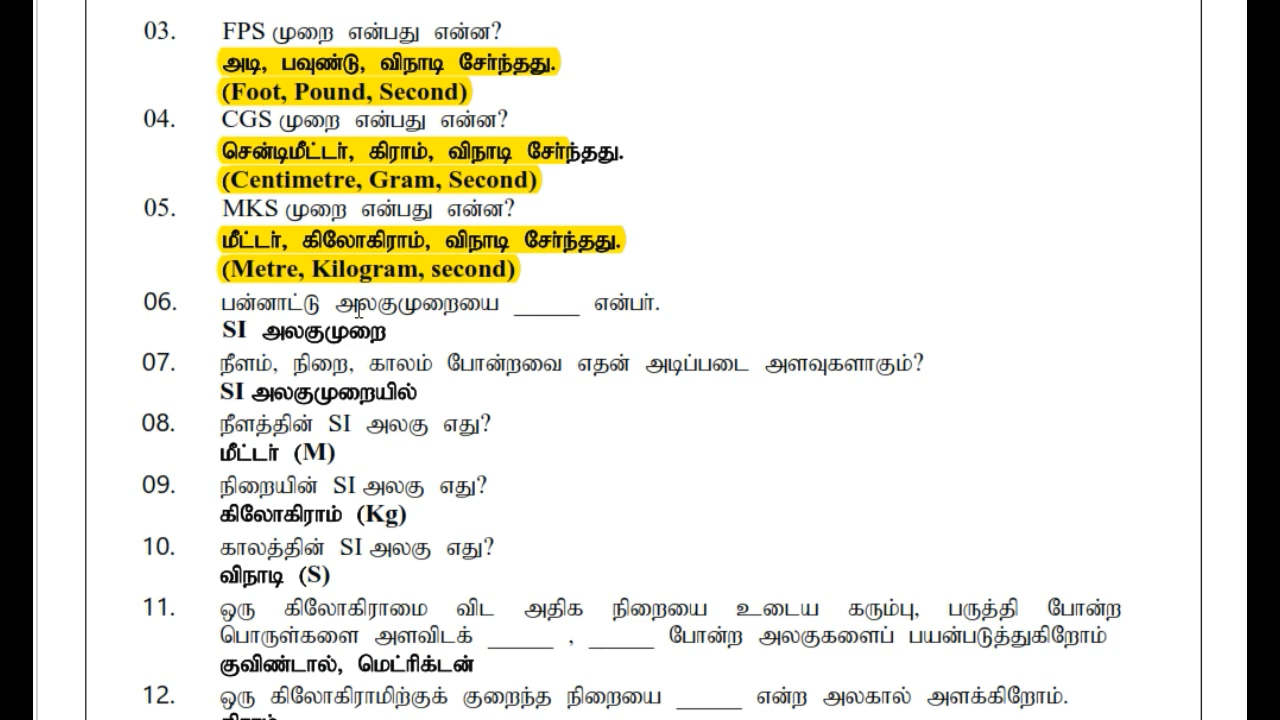 03. FPS முறை என்பது என்ன?
அடி, பவுண்டு, விநாடி சேர்ந்தது.
(Foot, Pound, Second)
04. CGS முறை என்பது என்ன?
சென்டிமீட்டர், கிராம், விநாடி சேர்ந்தது.
(Centimetre, Gram, Second)
05. MKS முறை என்பது என்ன?
மீட்டர், கிலோகிராம், விநாடி சேர்ந்தது.
(Metre, Kilogram, second)
06. பன்னாட்டு அலகுமுறையை _____ என்பர்.
SI அலகுமுறை
07. நீளம், நிறை, காலம் போன்றவை எதன் அடிப்படை அளவுகளாகும்?
SI அலகுமுறையில்
08. நீளத்தின் SI அலகு எது?
மீட்டர் (M)
09. நிறையின் SI அலகு எது?
கிலோகிராம் (Kg)
10. காலத்தின் SI அலகு எது?
விநாடி (S)
11. ஒரு கிலோகிராமை விட அதிக நிறையை உடைய கரும்பு, பருத்தி போன்ற
பொருள்களை அளவிடக் _____ , _____ போன்ற அலகுகளைப் பயன்படுத்துகிறோம்
குவிண்டால், மெட்ரிக்டன்
12. ஒரு கிலோகிராமிற்குக் குறைந்த நிறையை _____ என்ற அலகால் அளக்கிறோம்.